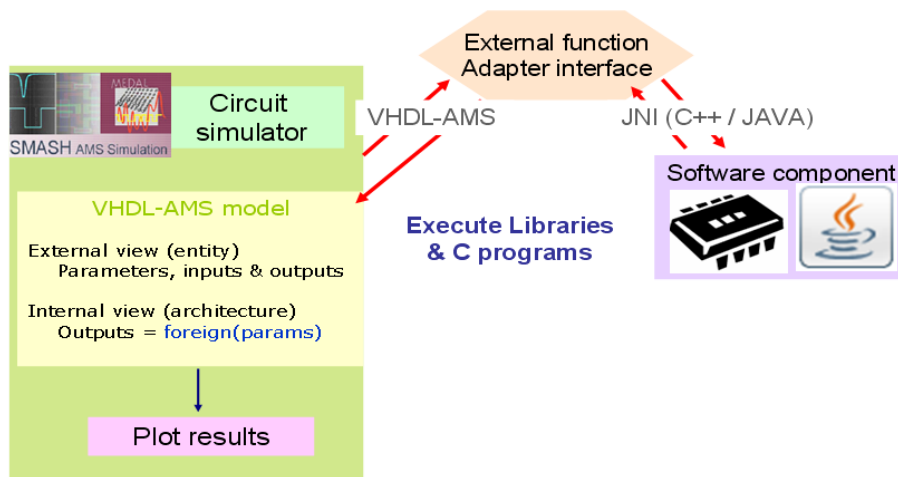 External function
Adapter interface
MEDAL
SMASH AMS Simulation
Circuit
simulator
VHDL-AMS
JNI (C++ / JAVA)
Software component
VHDL-AMS model
External view (entity)
Parameters, inputs & outputs
Internal view (architecture)
Outputs = foreign(params)
Execute Libraries
& C programs
Plot results